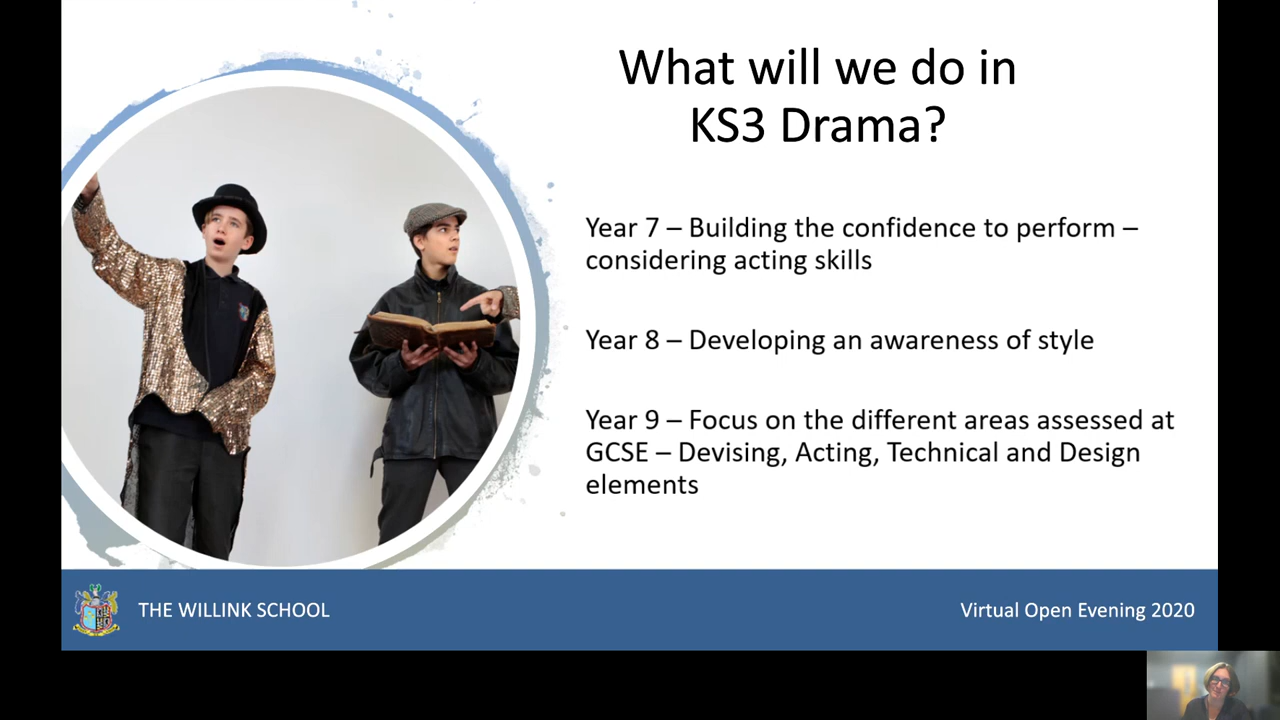 What will we do in
KS3 Drama?
Year 7 – Building the confidence to perform –
considering acting skills
Year 8 – Developing an awareness of style
Year 9 – Focus on the different areas assessed at
GCSE – Devising, Acting, Technical and Design
elements
THE WILLINK SCHOOL
Virtual Open Evening 2020